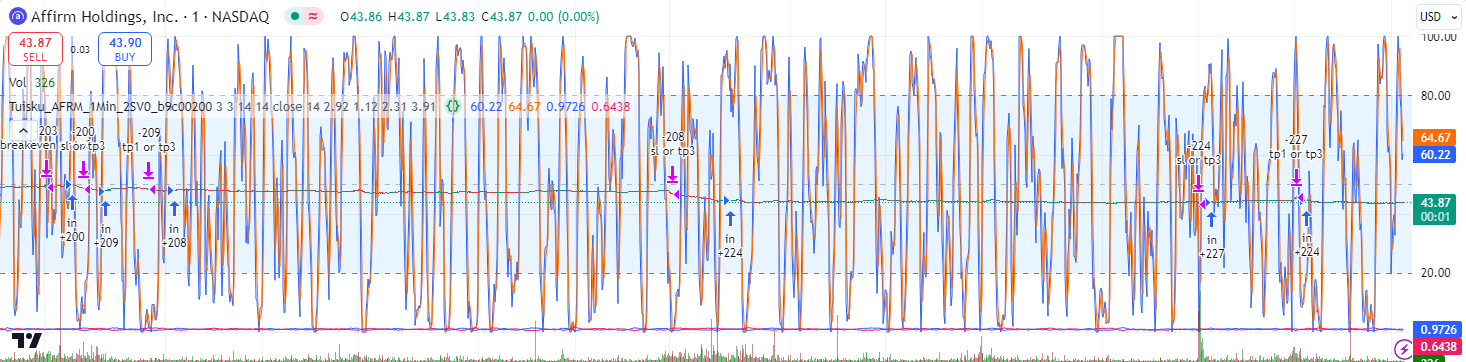 Affirm Holdings, Inc. · 1 · NASDAQ O43.86 H43.87 L43.83 C43.87 0.00 (0.00%)
USD
43.87 SELL
0.03
43.90 BUY
100.00
Vol 326
80.00
Tuisku_AFRM_1Min_2SV0_b9c00200 3 3 14 14 close 14 2.92 1.12 2.31 3.91 60.22 64.67 0.9726 0.6438
-203
breakeven
-200
sl or tp3
-209
tp1 or tp3
-208
sl or tp3
-224
sl or tp3
-227
tp1 or tp3
64.67
60.22
43.87
00:01
in
+200
in
+209
in
+208
in
+224
in
+227
in
+224
20.00
0.9726
0.6438